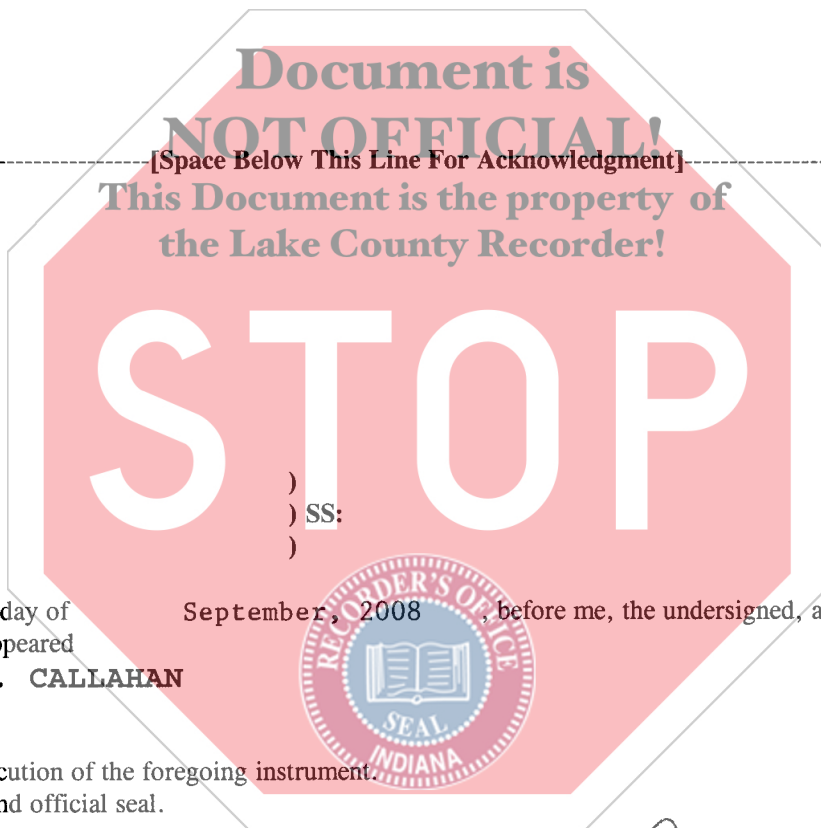 Document is
NOT OFFICIAL!
[Space Below This Line For Acknowledgment]
This Document is the property of
the Lake County Recorder!
STOP
)
) SS:
)
day of September, 2008 , before me, the undersigned, a
peared
. CALLAHAN
RECORDER'S OFFICE
SEAL
INDIANA
cution of the foregoing instrument.
nd official seal.